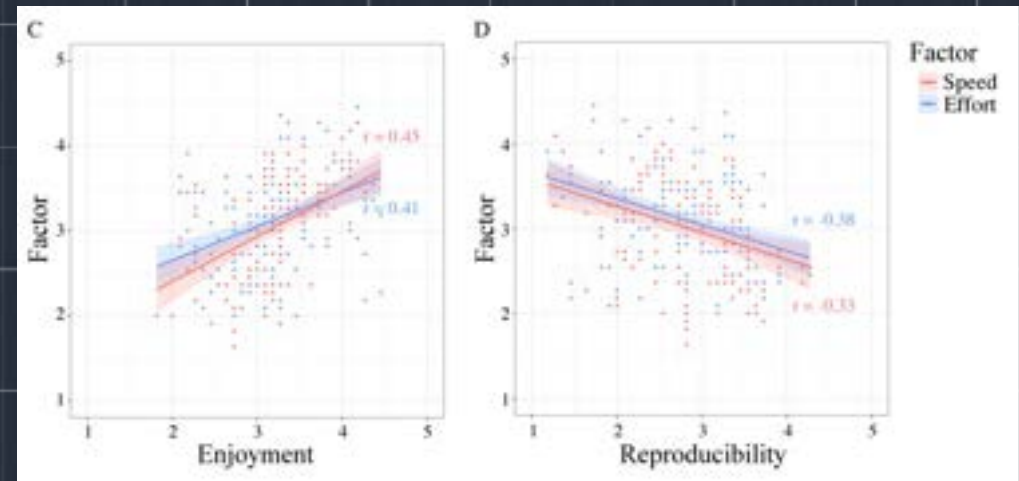 C
5
4
3
2
1
Factor
r = 0.45
r = 0.41
1 2 3 4 5
Enjoyment
D
5
4
3
2
1
Factor
r = -0.38
r = -0.33
1 2 3 4 5
Reproducibility
Factor
Speed
Effort